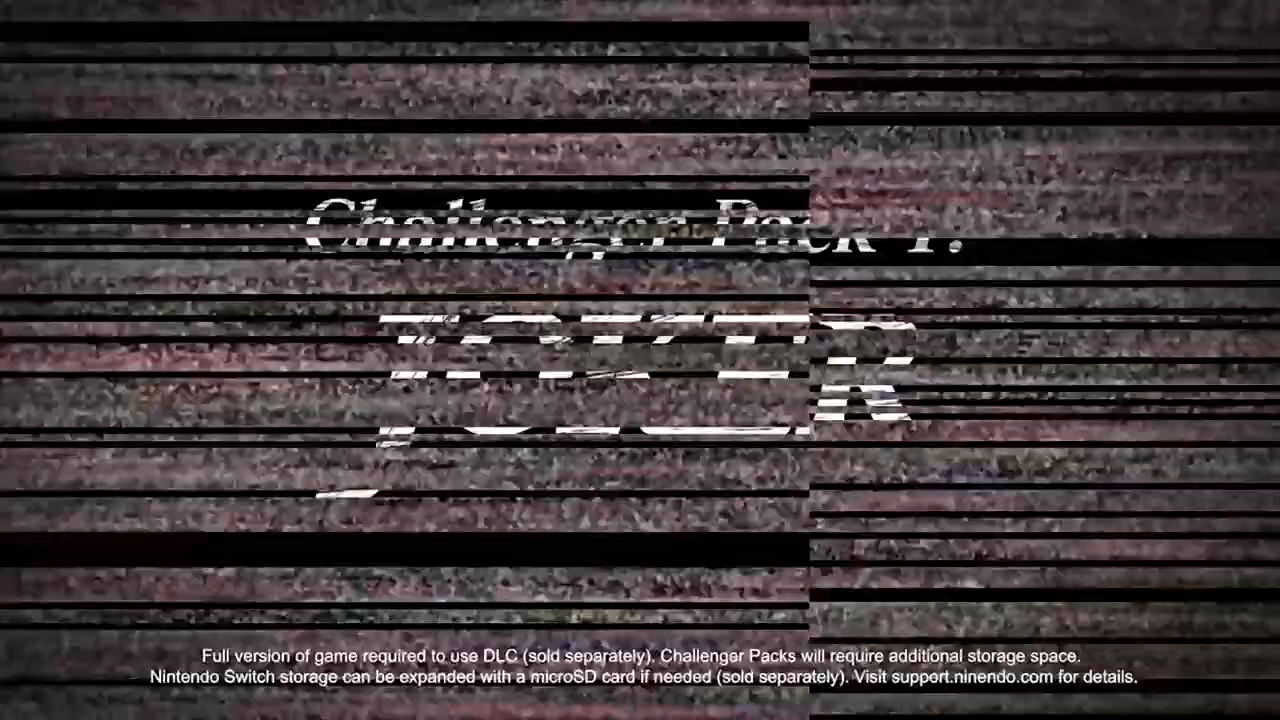 Challenger Pack 1:
JOKER
Full version of game required to use DLC (sold separately). Challenger Packs will require additional storage space.
Nintendo Switch storage can be expanded with a microSD card if needed (sold separately). Visit support.ninendo.com for details.